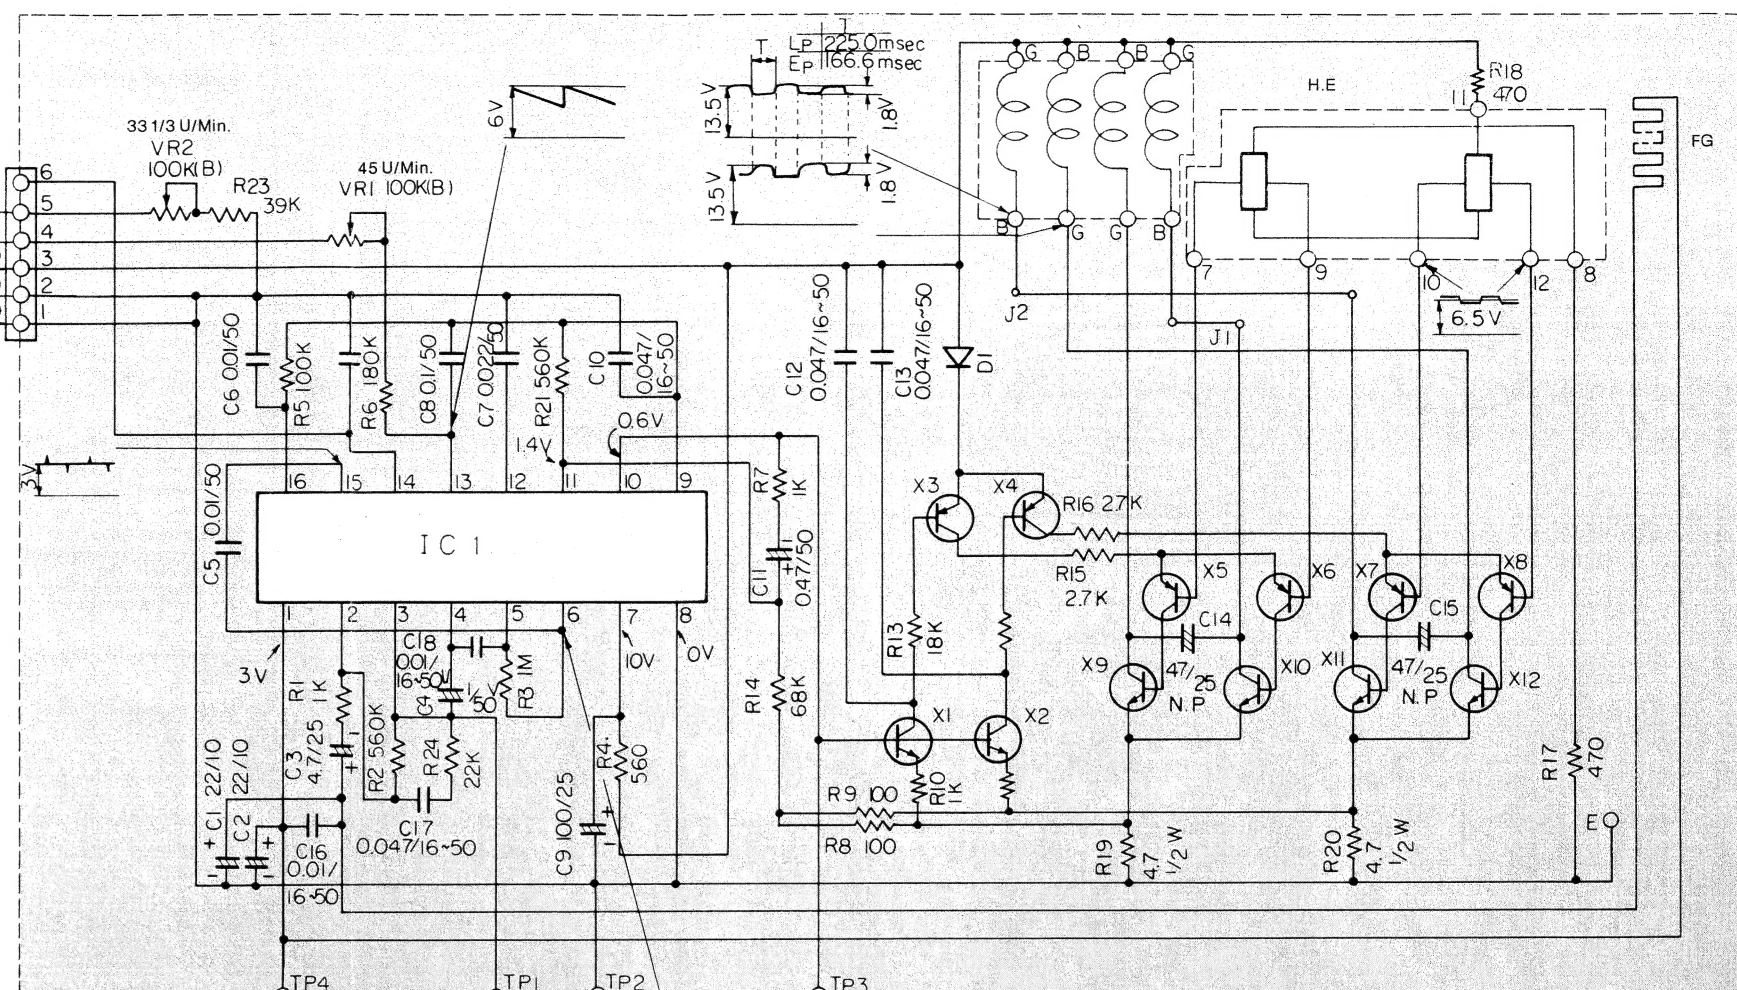 T
T
LP 225.0msec
EP 166.6msec
G
B
B
G
R18
470
H.E
11
FG
6V
13.5V
1.8V
13.5V
1.8V
33 1/3 U/Min.
VR2
100K(B)
45 U/Min.
VR1 100K(B)
R23
39K
6
5
4
3
2
1
B
G
G
B
7
9
10
12
8
6.5V
J2
J1
C6 0.01/50
R5 100K
R6 180K
C8 0.1/50
C7 0.022/50
R21 560K
C10
0.047/
16~50
C12
0.047/16~50
C13
0.047/16~50
D1
0.6V
1.4V
3V
C5 0.01/50
16
15
14
13
12
11
10
9
R7
1K
X3
X4
R16 2.7K
IC1
C11
+
0.47/50
R15
2.7K
X5
X6
X7
X8
1
2
3
4
5
6
7
8
3V
10V
0V
C18
0.01/
16~50
C4
1/50
R3 1M
R1
1K
R13
18K
C14
47/25
N.P
C15
47/25
N.P
X9
X10
X11
X12
R14
68K
X1
X2
C3
4.7/25
+
R2 560K
R24
22K
R4
560
C1 22/10
C2 22/10
C9 100/25
+
R9 100
R8 100
R10
1K
R17
470
E
C16
0.01/
16~50
C17
0.047/16~50
R19
4.7
1/2W
R20
4.7
1/2W
TP4
TP1
TP2
TP3